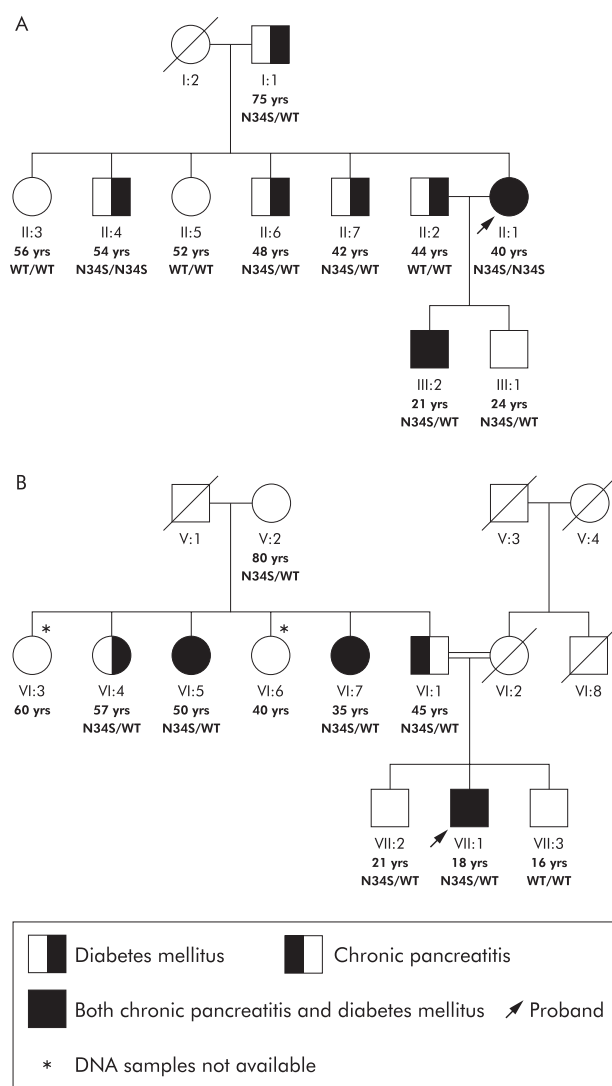 A
I:2 I:1
75 yrs
N34S/WT
II:3 II:4 II:5 II:6 II:7 II:2 II:1
56 yrs 54 yrs 52 yrs 48 yrs 42 yrs 44 yrs 40 yrs
WT/WT N34S/N34S WT/WT N34S/WT N34S/WT WT/WT N34S/N34S
III:2 III:1
21 yrs 24 yrs
N34S/WT N34S/WT
B
V:1 V:2 V:3 V:4
80 yrs
N34S/WT
* *
VI:3 VI:4 VI:5 VI:6 VI:7 VI:1 VI:2 VI:8
60 yrs 57 yrs 50 yrs 40 yrs 35 yrs 45 yrs
N34S/WT N34S/WT N34S/WT N34S/WT
VII:2 VII:1 VII:3
21 yrs 18 yrs 16 yrs
N34S/WT N34S/WT WT/WT
Diabetes mellitus Chronic pancreatitis
Both chronic pancreatitis and diabetes mellitus Proband
* DNA samples not available